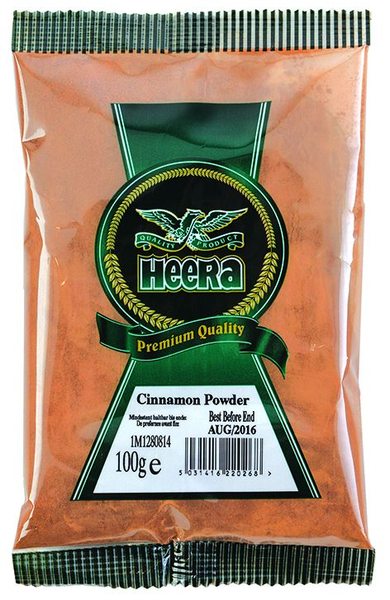 QUALITY PRODUCT
HEERA
Premium Quality
Cinnamon Powder
Mindestens haltbar bis ende:
De preference avant fin:
Best Before End
AUG/2016
1M1280814
100g e
5 031416 220268 >